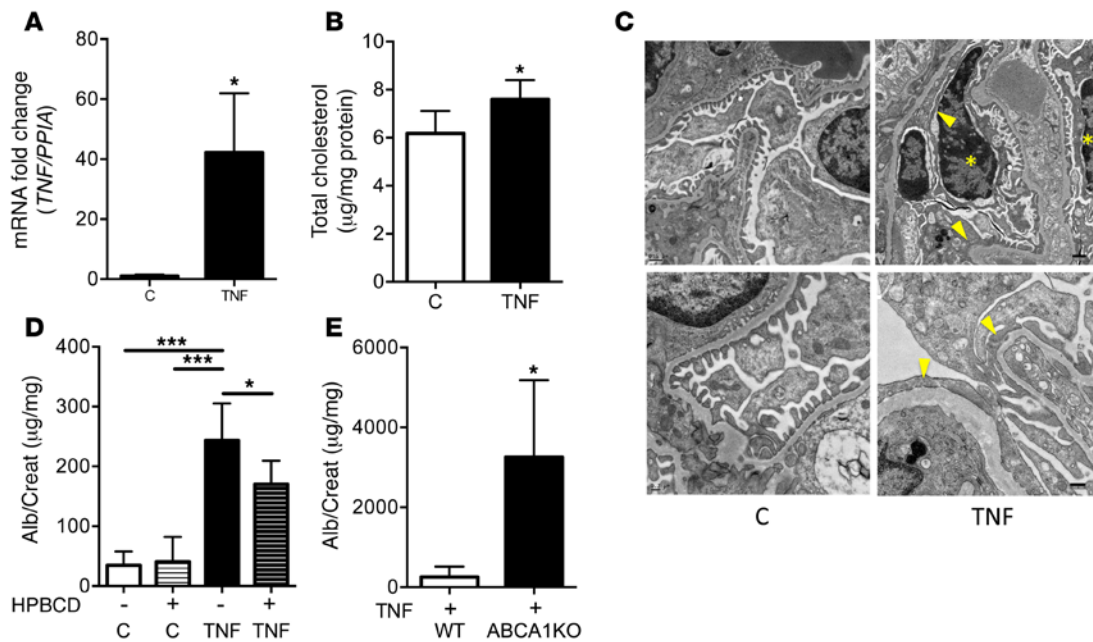 A
mRNA fold change
(TNF/PPIA)
80
60
40
20
0
*
C
TNF
B
Total cholesterol
(µg/mg protein)
10
8
6
4
2
0
*
C
TNF
C
*
*
C
TNF
D
Alb/Creat (µg/mg)
400
300
200
100
0
***
***
*
HPBCD
- + - +
C C TNF TNF
E
Alb/Creat (µg/mg)
6000
4000
2000
0
*
TNF + +
WT ABCA1KO